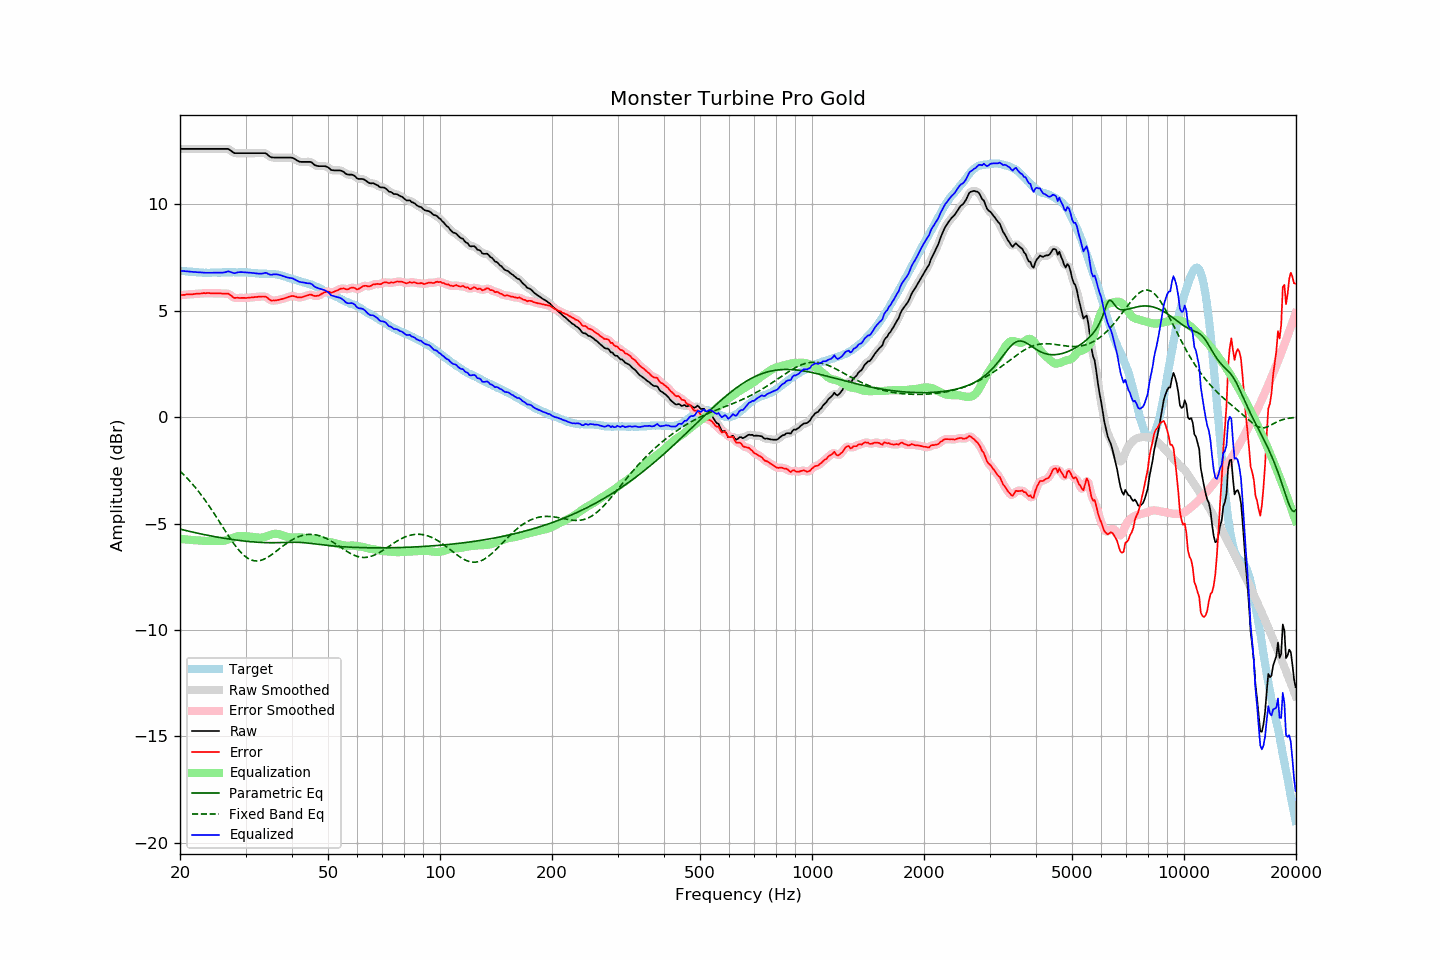 Monster Turbine Pro Gold
Amplitude (dBr)
10
5
0
−5
−10
−15
−20
Target
Raw Smoothed
Error Smoothed
Raw
Error
Equalization
Parametric Eq
Fixed Band Eq
Equalized
20 50 100 200 500 1000 2000 5000 10000 20000
Frequency (Hz)